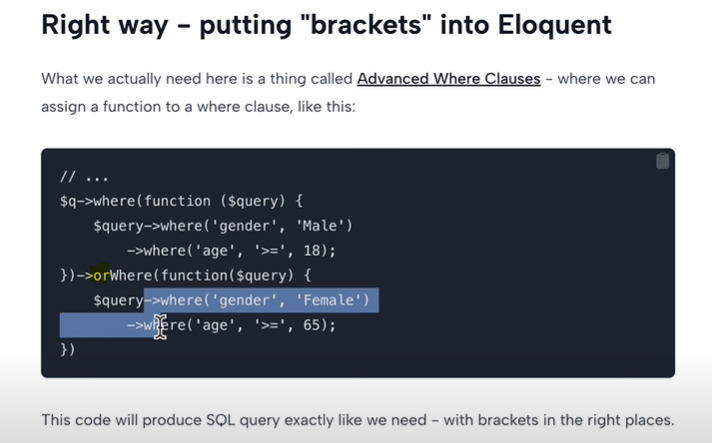 Right way – putting "brackets" into Eloquent
What we actually need here is a thing called Advanced Where Clauses – where we can
assign a function to a where clause, like this:
// ...
$q->where(function ($query) {
    $query->where('gender', 'Male')
        ->where('age', '>=', 18);
})->orWhere(function($query) {
    $query->where('gender', 'Female')
        ->where('age', '>=', 65);
})
This code will produce SQL query exactly like we need – with brackets in the right places.